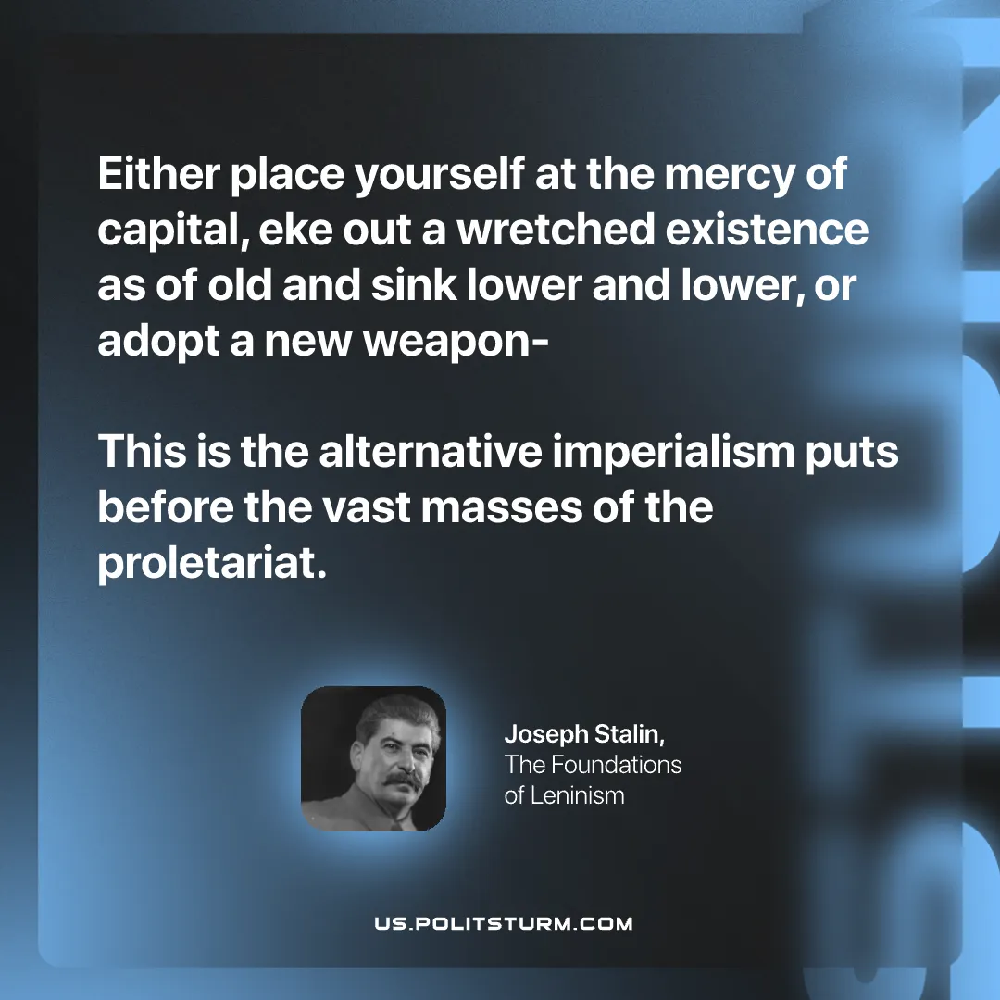 Either place yourself at the mercy of
capital, eke out a wretched existence
as of old and sink lower and lower, or
adopt a new weapon-
This is the alternative imperialism puts
before the vast masses of the
proletariat.
Joseph Stalin,
The Foundations
of Leninism
US.POLITSTURM.COM